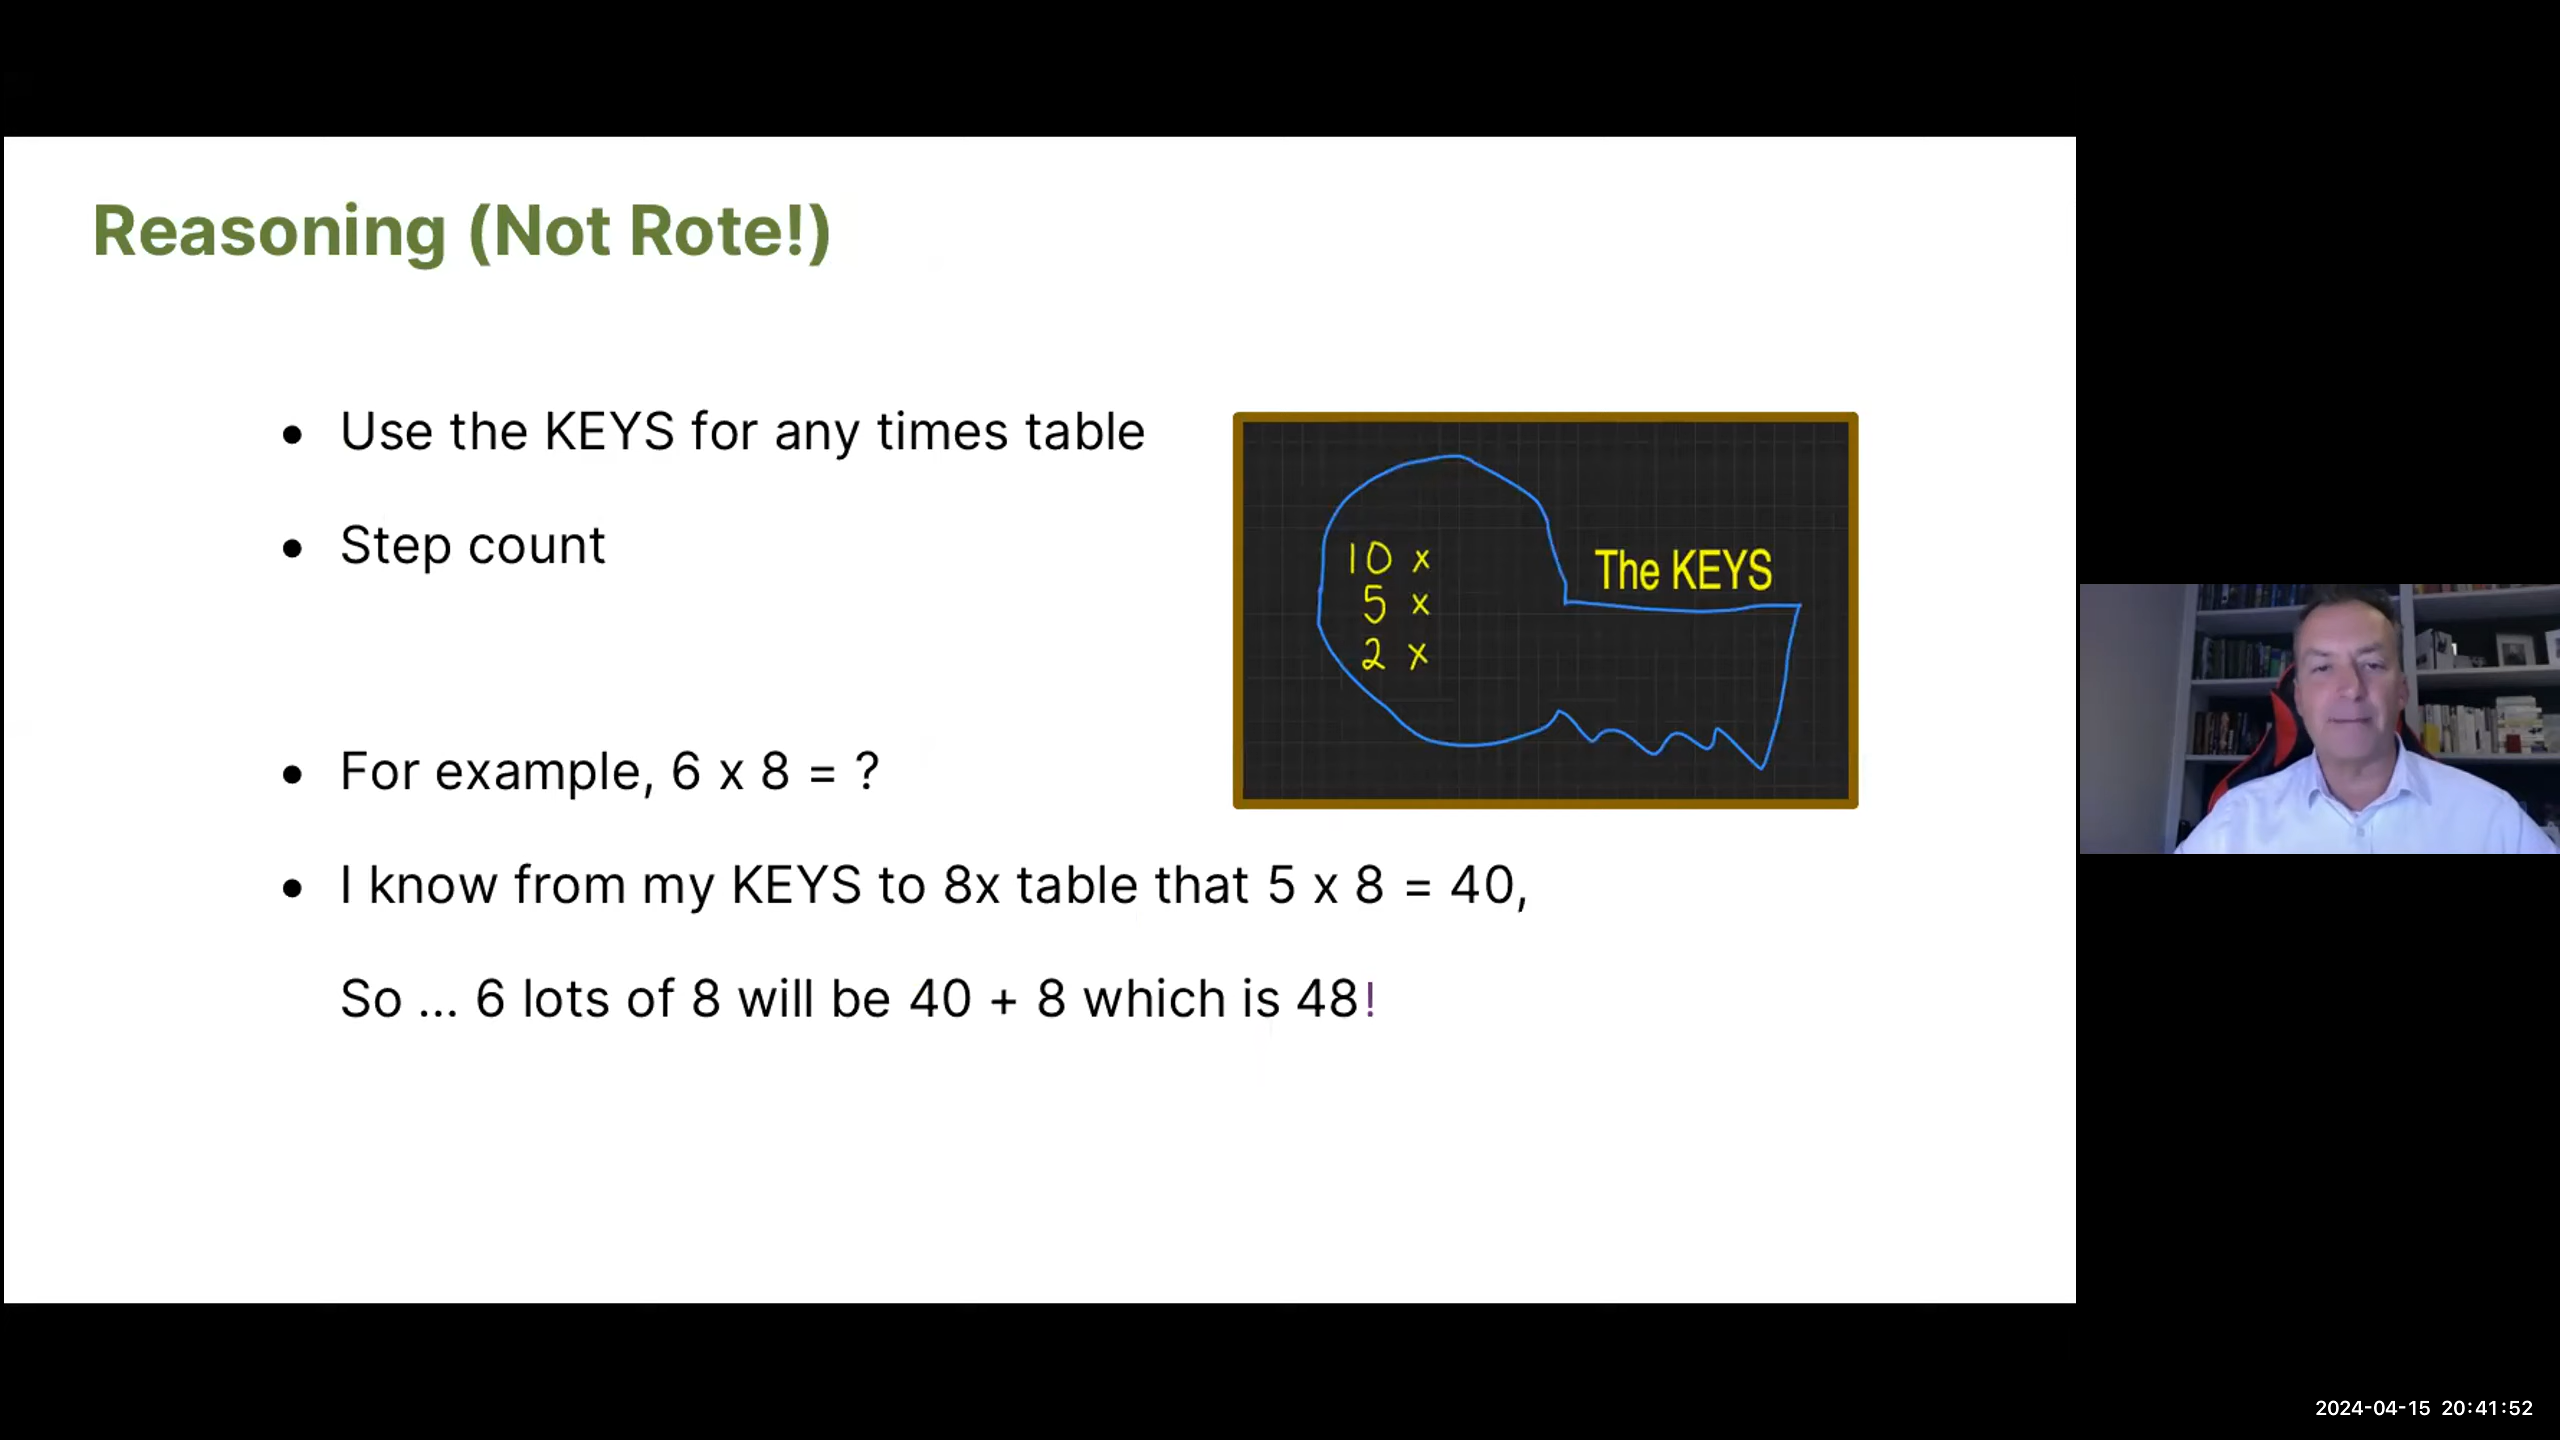 Reasoning (Not Rote!)
• Use the KEYS for any times table
• Step count
10 x
5 x
2 x
The KEYS
• For example, 6 x 8 = ?
• I know from my KEYS to 8x table that 5 x 8 = 40,
So ... 6 lots of 8 will be 40 + 8 which is 48!
2024-04-15 20:41:52